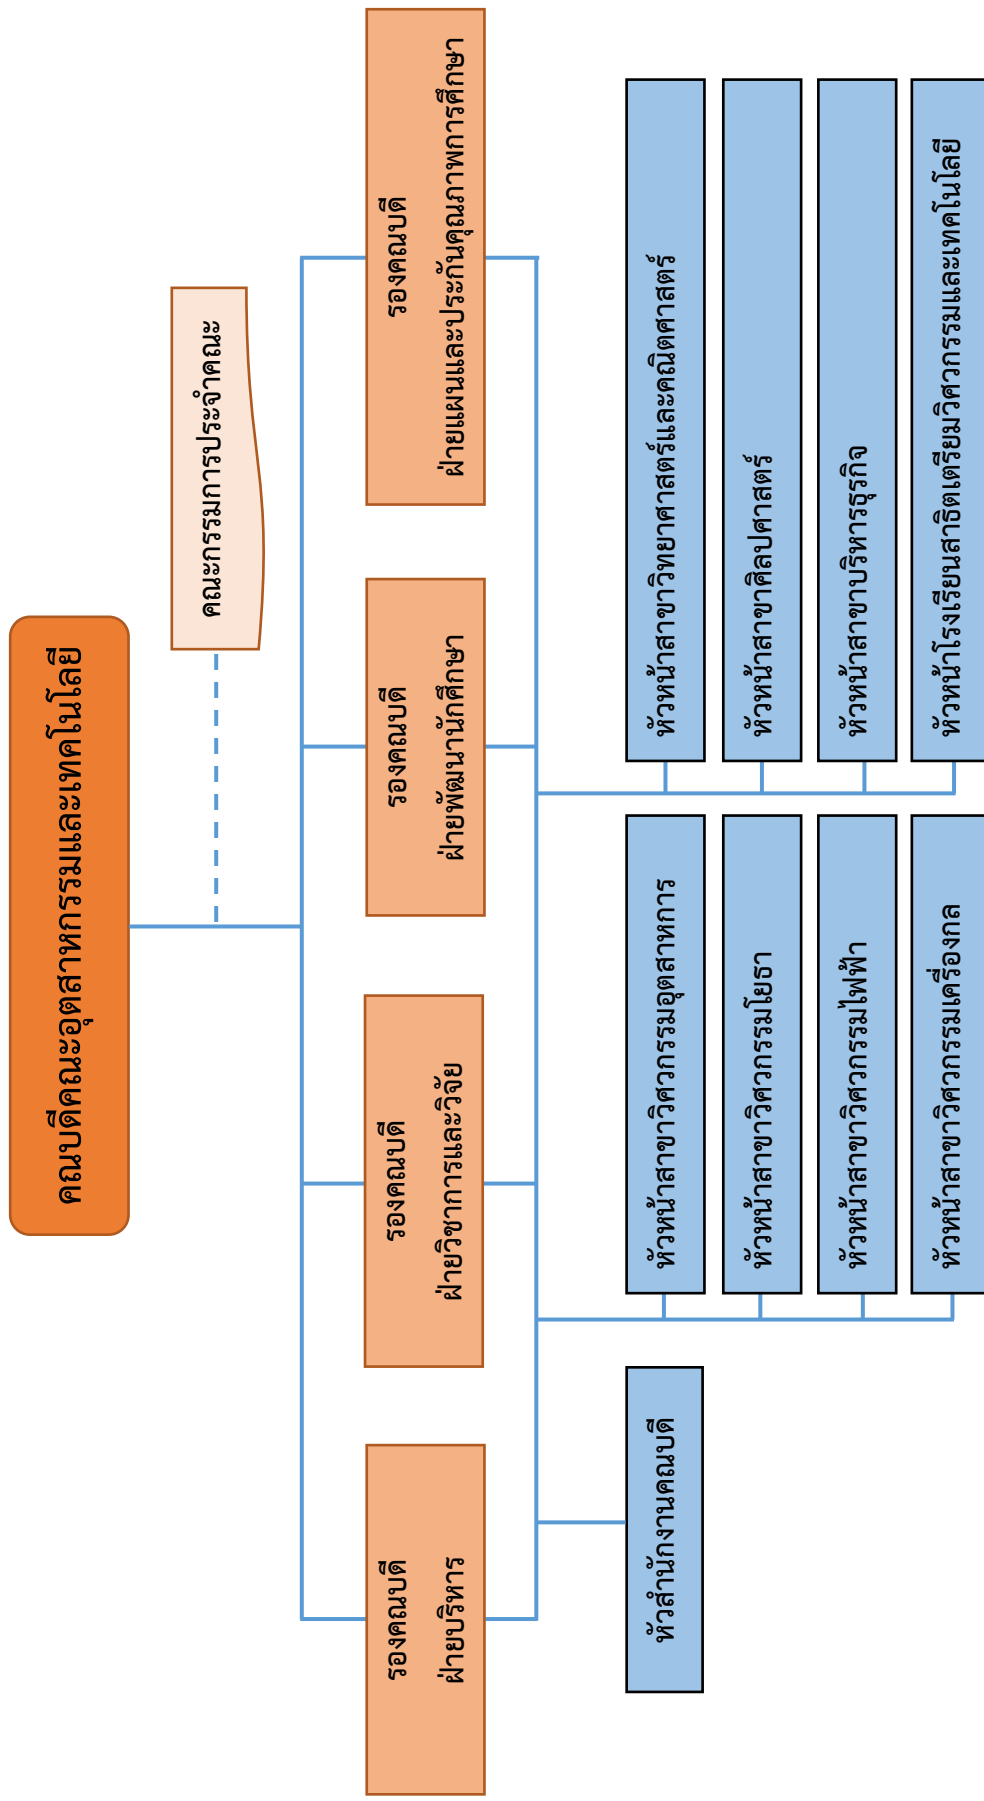 คณบดีคณะอุตสาหกรรมและเทคโนโลยี
คณะกรรมการประจำคณะ
รองคณบดี
ฝ่ายบริหาร
รองคณบดี
ฝ่ายวิชาการและวิจัย
รองคณบดี
ฝ่ายพัฒนานักศึกษา
รองคณบดี
ฝ่ายแผนและประกันคุณภาพการศึกษา
หัวสำนักงานคณบดี
หัวหน้าสาขาวิศวกรรมอุตสาหการ
หัวหน้าสาขาวิศวกรรมโยธา
หัวหน้าสาขาวิศวกรรมไฟฟ้า
หัวหน้าสาขาวิศวกรรมเครื่องกล
หัวหน้าสาขาวิทยาศาสตร์และคณิตศาสตร์
หัวหน้าสาขาศิลปศาสตร์
หัวหน้าสาขาบริหารธุรกิจ
หัวหน้าโรงเรียนสาธิตเตรียมวิศวกรรมและเทคโนโลยี